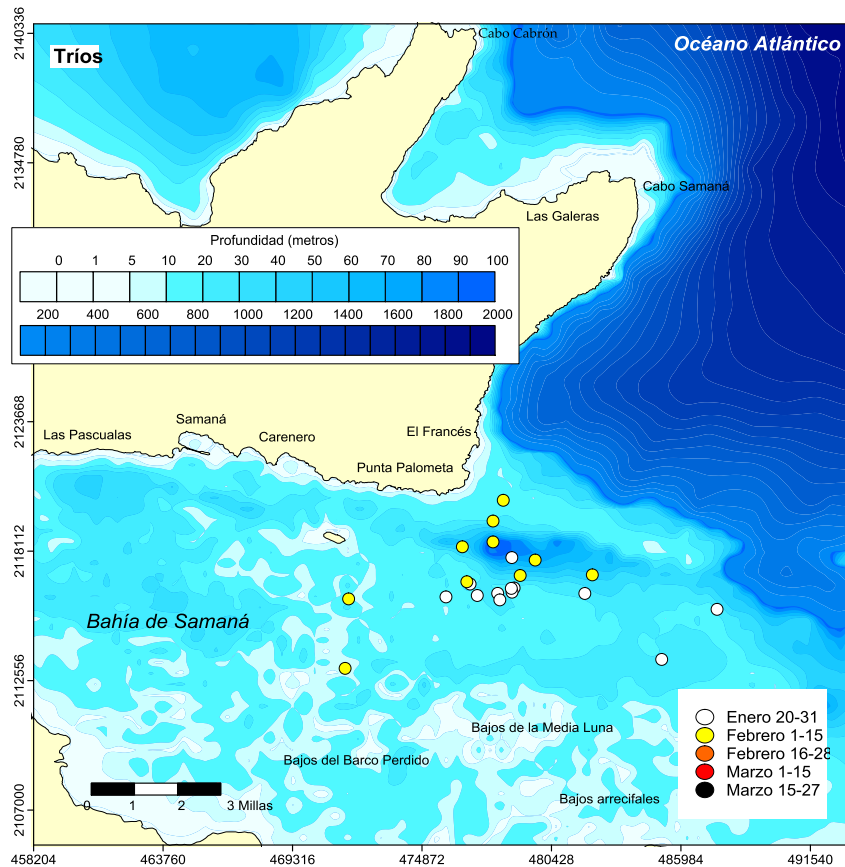 Cabo Cabrón
Océano Atlántico
Tríos
Cabo Samaná
Las Galeras
Profundidad (metros)
0 1 5 10 20 30 40 50 60 70 80 90 100
200 400 600 800 1000 1200 1400 1600 1800 2000
Samaná
Las Pascualas
Carenero
El Francés
Punta Palometa
Bahía de Samaná
Bajos de la Media Luna
Bajos del Barco Perdido
Bajos arrecifales
0 1 2 3 Millas
Enero 20-31
Febrero 1-15
Febrero 16-28
Marzo 1-15
Marzo 15-27
2140336
2134780
2123668
2118112
2112556
2107000
458204 463760 469316 474872 480428 485984 491540